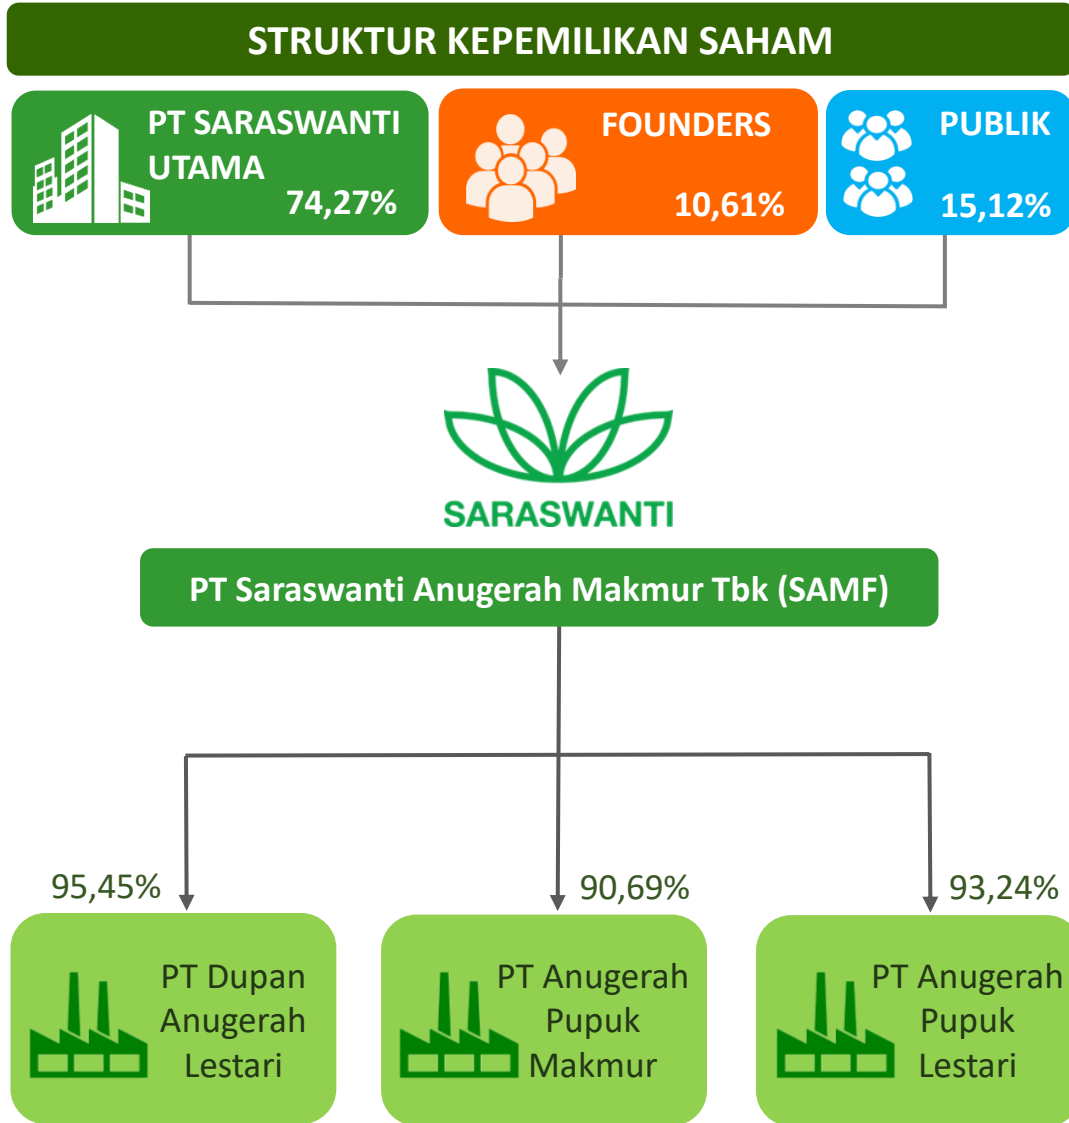 STRUKTUR KEPEMILIKAN SAHAM
PT SARASWANTI
UTAMA
74,27%
FOUNDERS
10,61%
PUBLIK
15,12%
SARASWANTI
PT Saraswanti Anugerah Makmur Tbk (SAMF)
95,45%
90,69%
93,24%
PT Dupan
Anugerah
Lestari
PT Anugerah
Pupuk
Makmur
PT Anugerah
Pupuk
Lestari